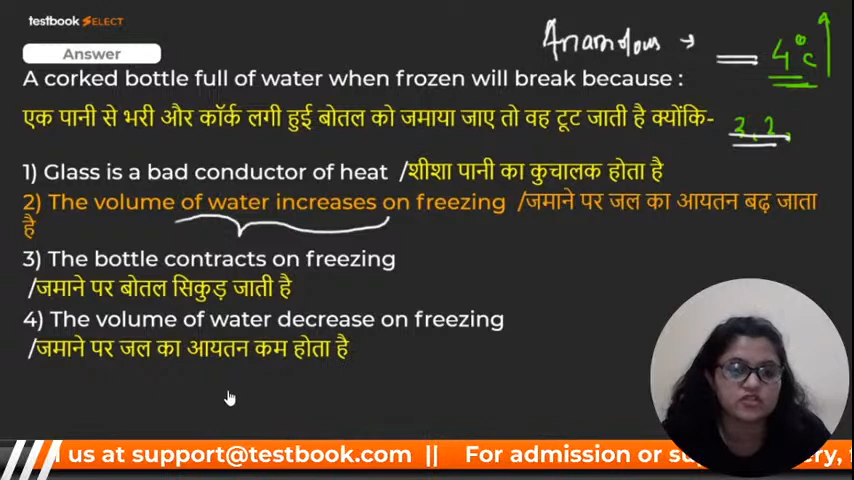 testbook SELECT
Anamolous → 4°C
Answer
A corked bottle full of water when frozen will break because :
एक पानी से भरी और कॉर्क लगी हुई बोतल को जमाया जाए तो वह टूट जाती है क्योंकि-
3, 2,
1) Glass is a bad conductor of heat /शीशा पानी का कुचालक होता है
2) The volume of water increases on freezing /जमाने पर जल का आयतन बढ़ जाता
है
3) The bottle contracts on freezing
/जमाने पर बोतल सिकुड़ जाती है
4) The volume of water decrease on freezing
/जमाने पर जल का आयतन कम होता है
us at support@testbook.com || For admission or